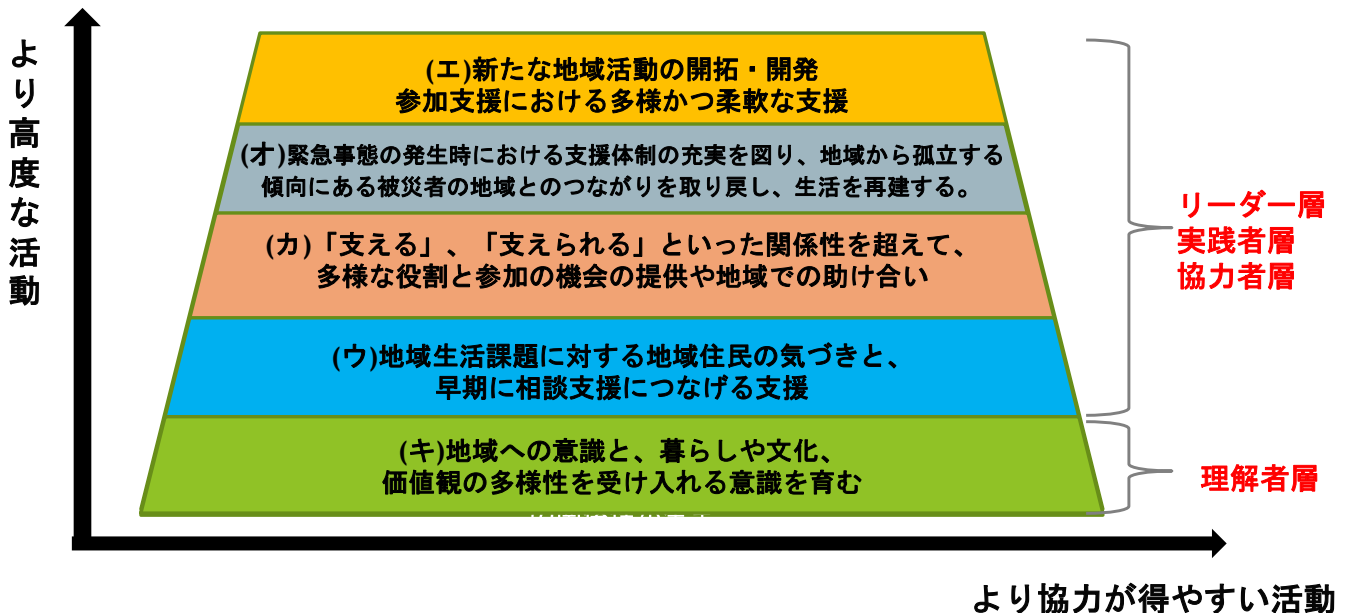 より高度な活動
(エ)新たな地域活動の開拓・開発
参加支援における多様かつ柔軟な支援
(オ)緊急事態の発生時における支援体制の充実を図り、地域から孤立する
傾向にある被災者の地域とのつながりを取り戻し、生活を再建する。
(カ)「支える」、「支えられる」といった関係性を超えて、
多様な役割と参加の機会の提供や地域での助け合い
(ウ)地域生活課題に対する地域住民の気づきと、
早期に相談支援につなげる支援
(キ)地域への意識と、暮らしや文化、
価値観の多様性を受け入れる意識を育む
リーダー層
実践者層
協力者層
理解者層
より協力が得やすい活動